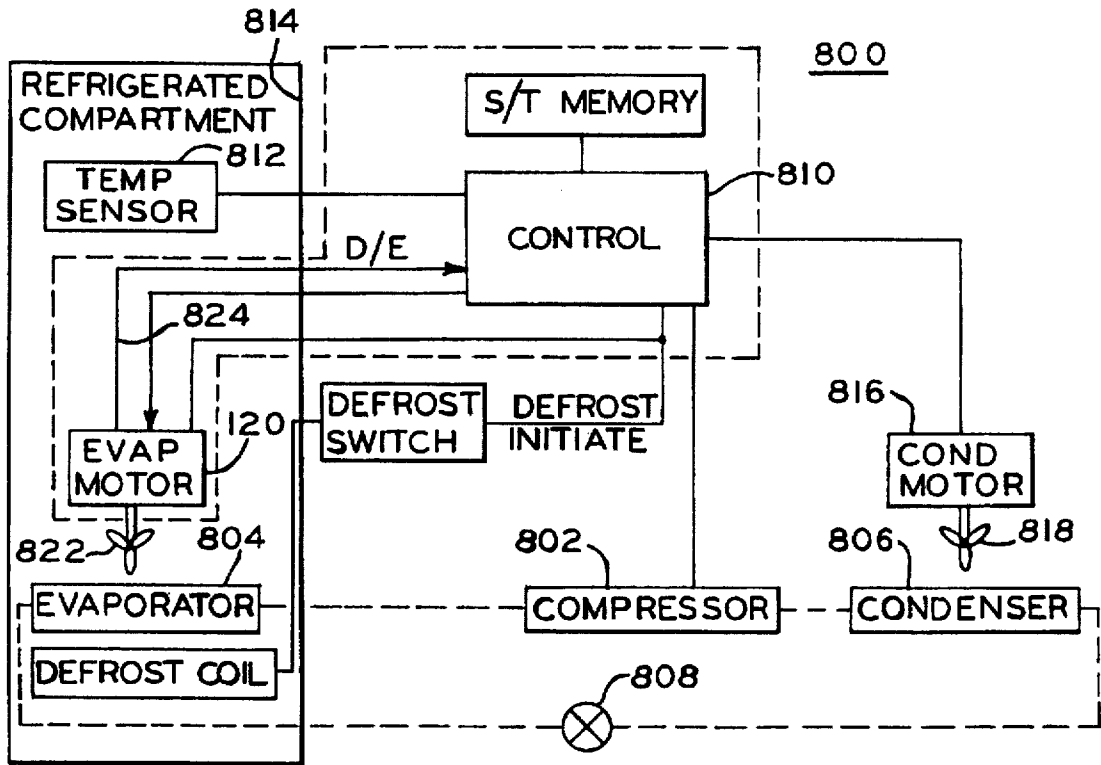 814
800
REFRIGERATED
COMPARTMENT
S/T MEMORY
812
TEMP
SENSOR
810
CONTROL
D/E
824
120
EVAP
MOTOR
DEFROST
SWITCH
DEFROST
INITIATE
816
COND
MOTOR
822
804
802
806
818
EVAPORATOR
COMPRESSOR
CONDENSER
DEFROST COIL
808